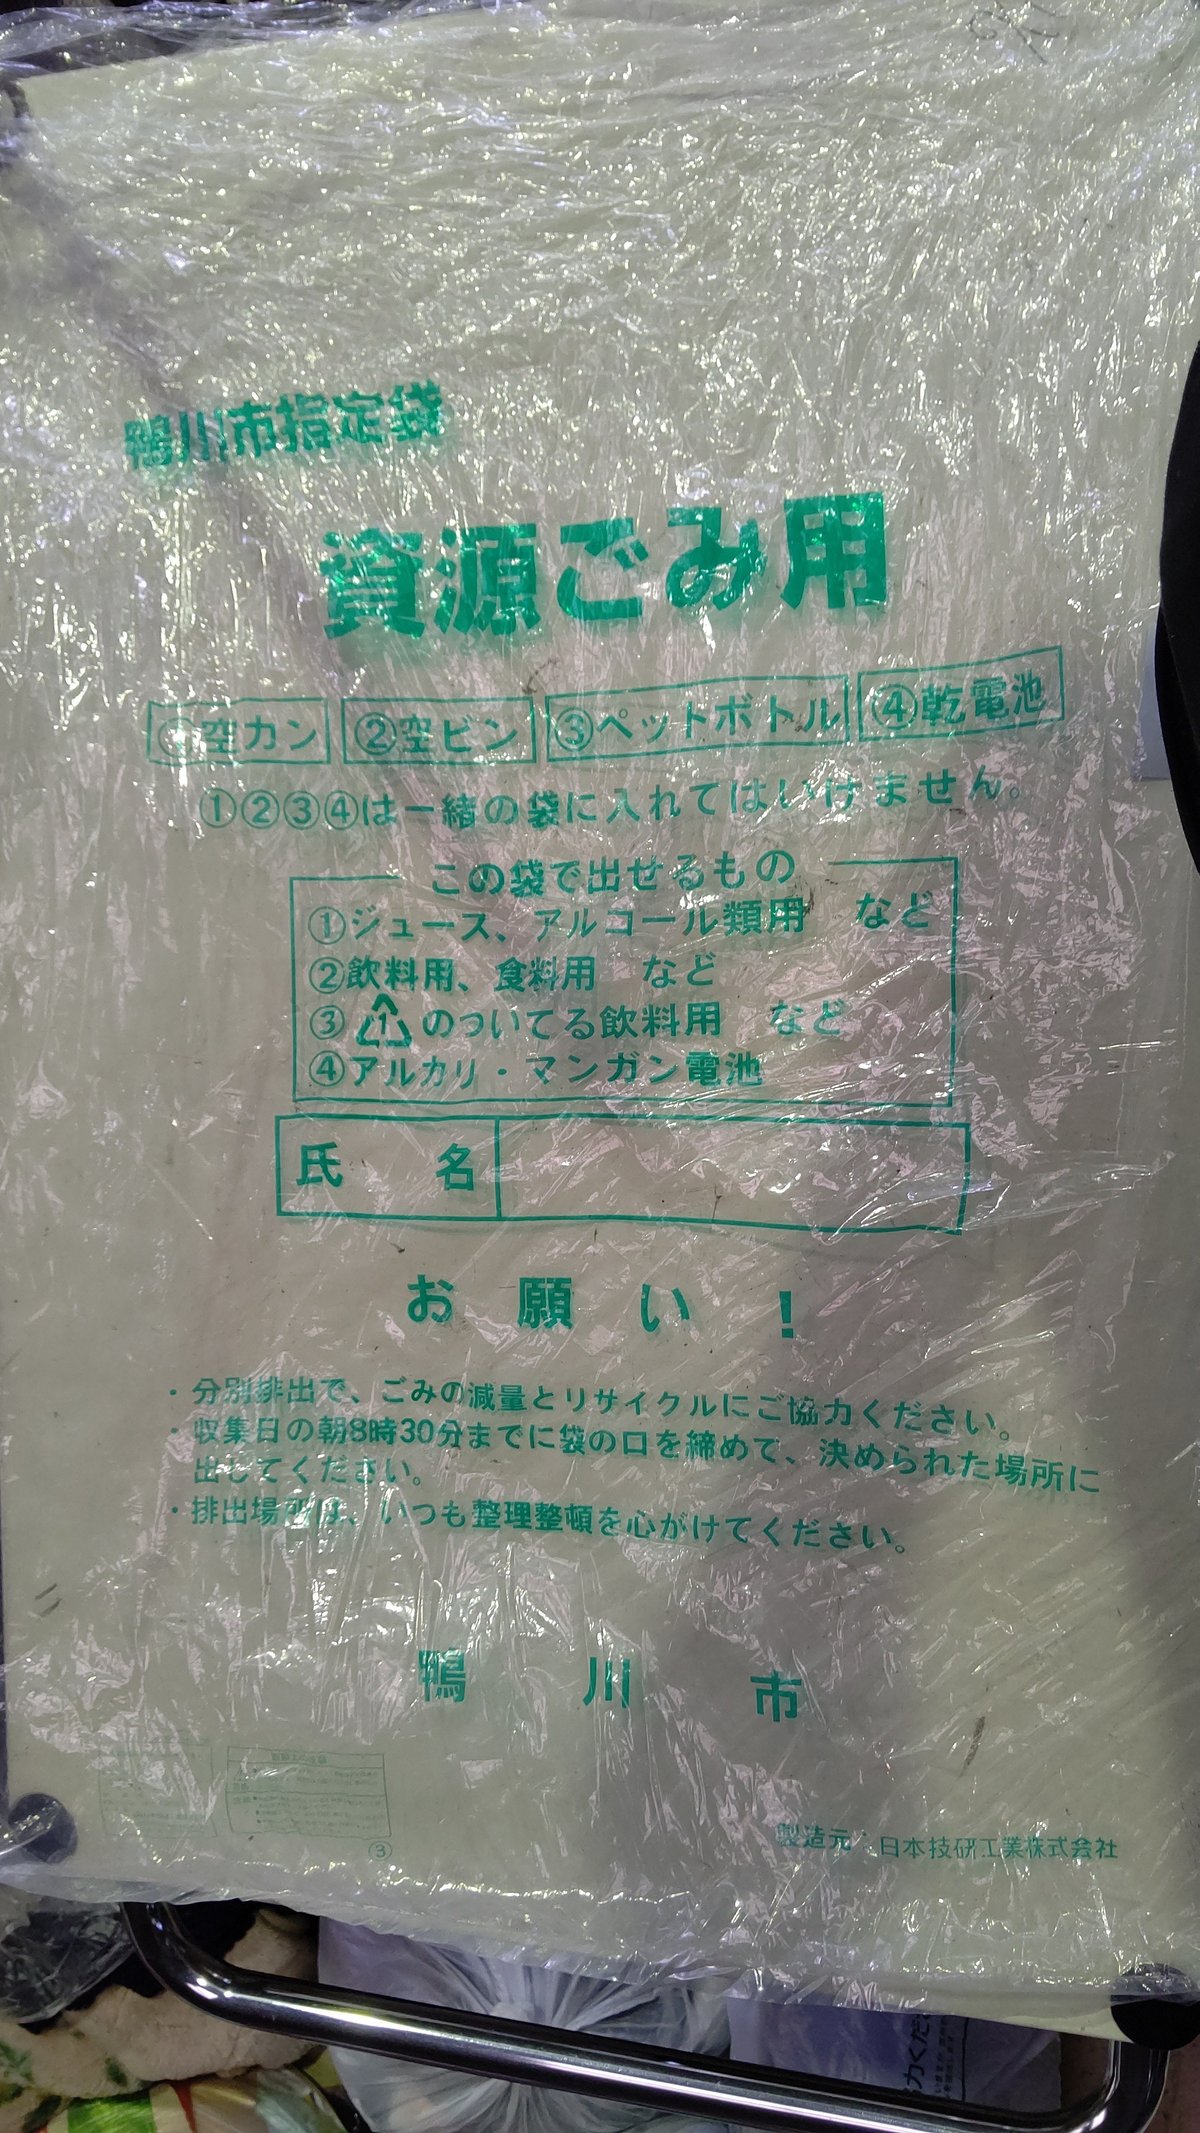 鴨川市指定袋
資源ごみ用
①空カン ②空ビン ③ペットボトル ④乾電池
①②③④は一緒の袋に入れてはいけません。
この袋で出せるもの
①ジュース、アルコール類用 など
②飲料用、食料用 など
③ 1 のついてる飲料用 など
④アルカリ・マンガン電池
氏 名
お願い!
・分別排出で、ごみの減量とリサイクルにご協力ください。
・収集日の朝8時30分までに袋の口を締めて、決められた場所に
出してください。
・排出場所は、いつも整理整頓を心がけてください。
鴨川市
③
製造元:日本技研工業株式会社
力くだ